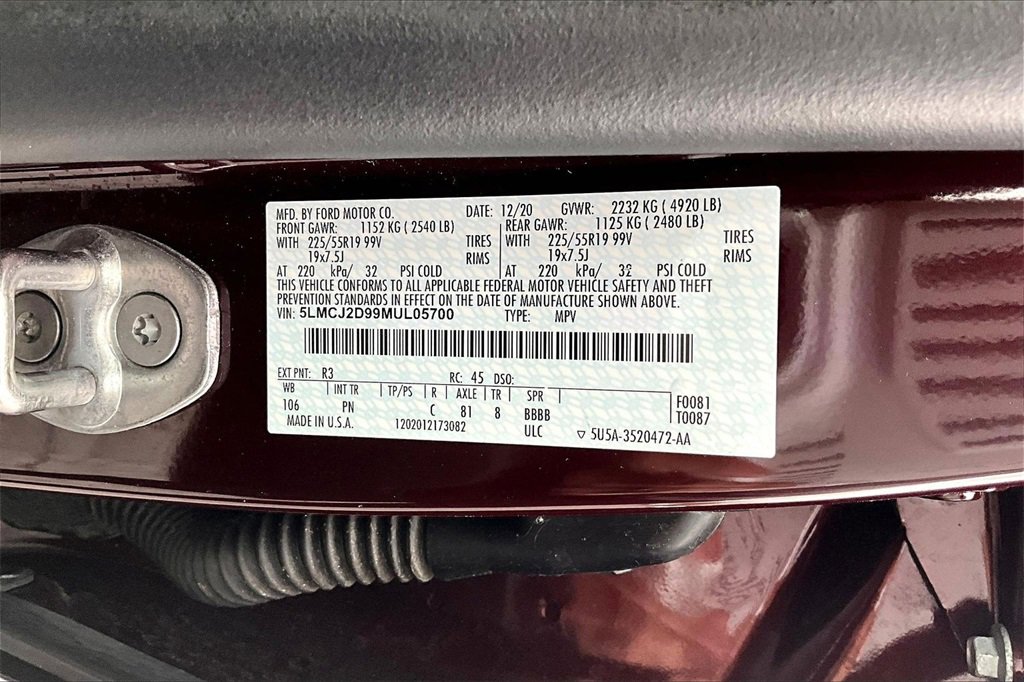 MFD. BY FORD MOTOR CO. DATE: 12/20 GVWR: 2232 KG ( 4920 LB)
FRONT GAWR: 1152 KG ( 2540 LB) REAR GAWR: 1125 KG ( 2480 LB)
WITH 225/55R19 99V TIRES WITH 225/55R19 99V TIRES
19x7.5J RIMS 19x7.5J RIMS
AT 220 kPa/ 32 PSI COLD AT 220 kPa/ 32 PSI COLD
THIS VEHICLE CONFORMS TO ALL APPLICABLE FEDERAL MOTOR VEHICLE SAFETY AND THEFT
PREVENTION STANDARDS IN EFFECT ON THE DATE OF MANUFACTURE SHOWN ABOVE.
VIN: 5LMCJ2D99MUL05700 TYPE: MPV
EXT PNT: R3 RC: 45 DSO:
WB INT TR TP/PS R AXLE TR SPR F0081
106 PN C 81 8 BBBB T0087
MADE IN U.S.A. 1202012173082 ULC ▽ 5U5A-3520472-AA